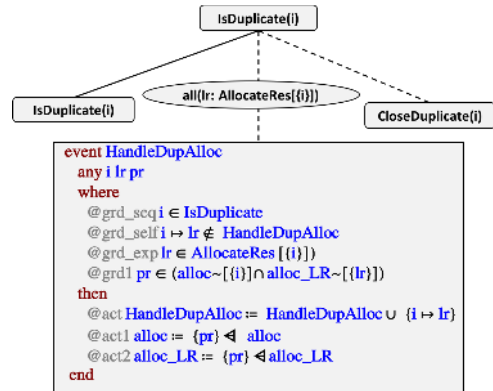 IsDuplicate(i)
IsDuplicate(i)
all(lr: AllocateRes[{i}])
CloseDuplicate(i)
event HandleDupAlloc
any i lr pr
where
@grd_seq i ∈ IsDuplicate
@grd_self i ↦ lr ∉ HandleDupAlloc
@grd_exp lr ∈ AllocateRes [{i}])
@grd1 pr ∈ (alloc~[{i}]∩ alloc_LR~[{lr}])
then
@act HandleDupAlloc ≔ HandleDupAlloc ∪ {i ↦ lr}
@act1 alloc ≔ {pr} ⩤ alloc
@act2 alloc_LR ≔ {pr} ⩤ alloc_LR
end